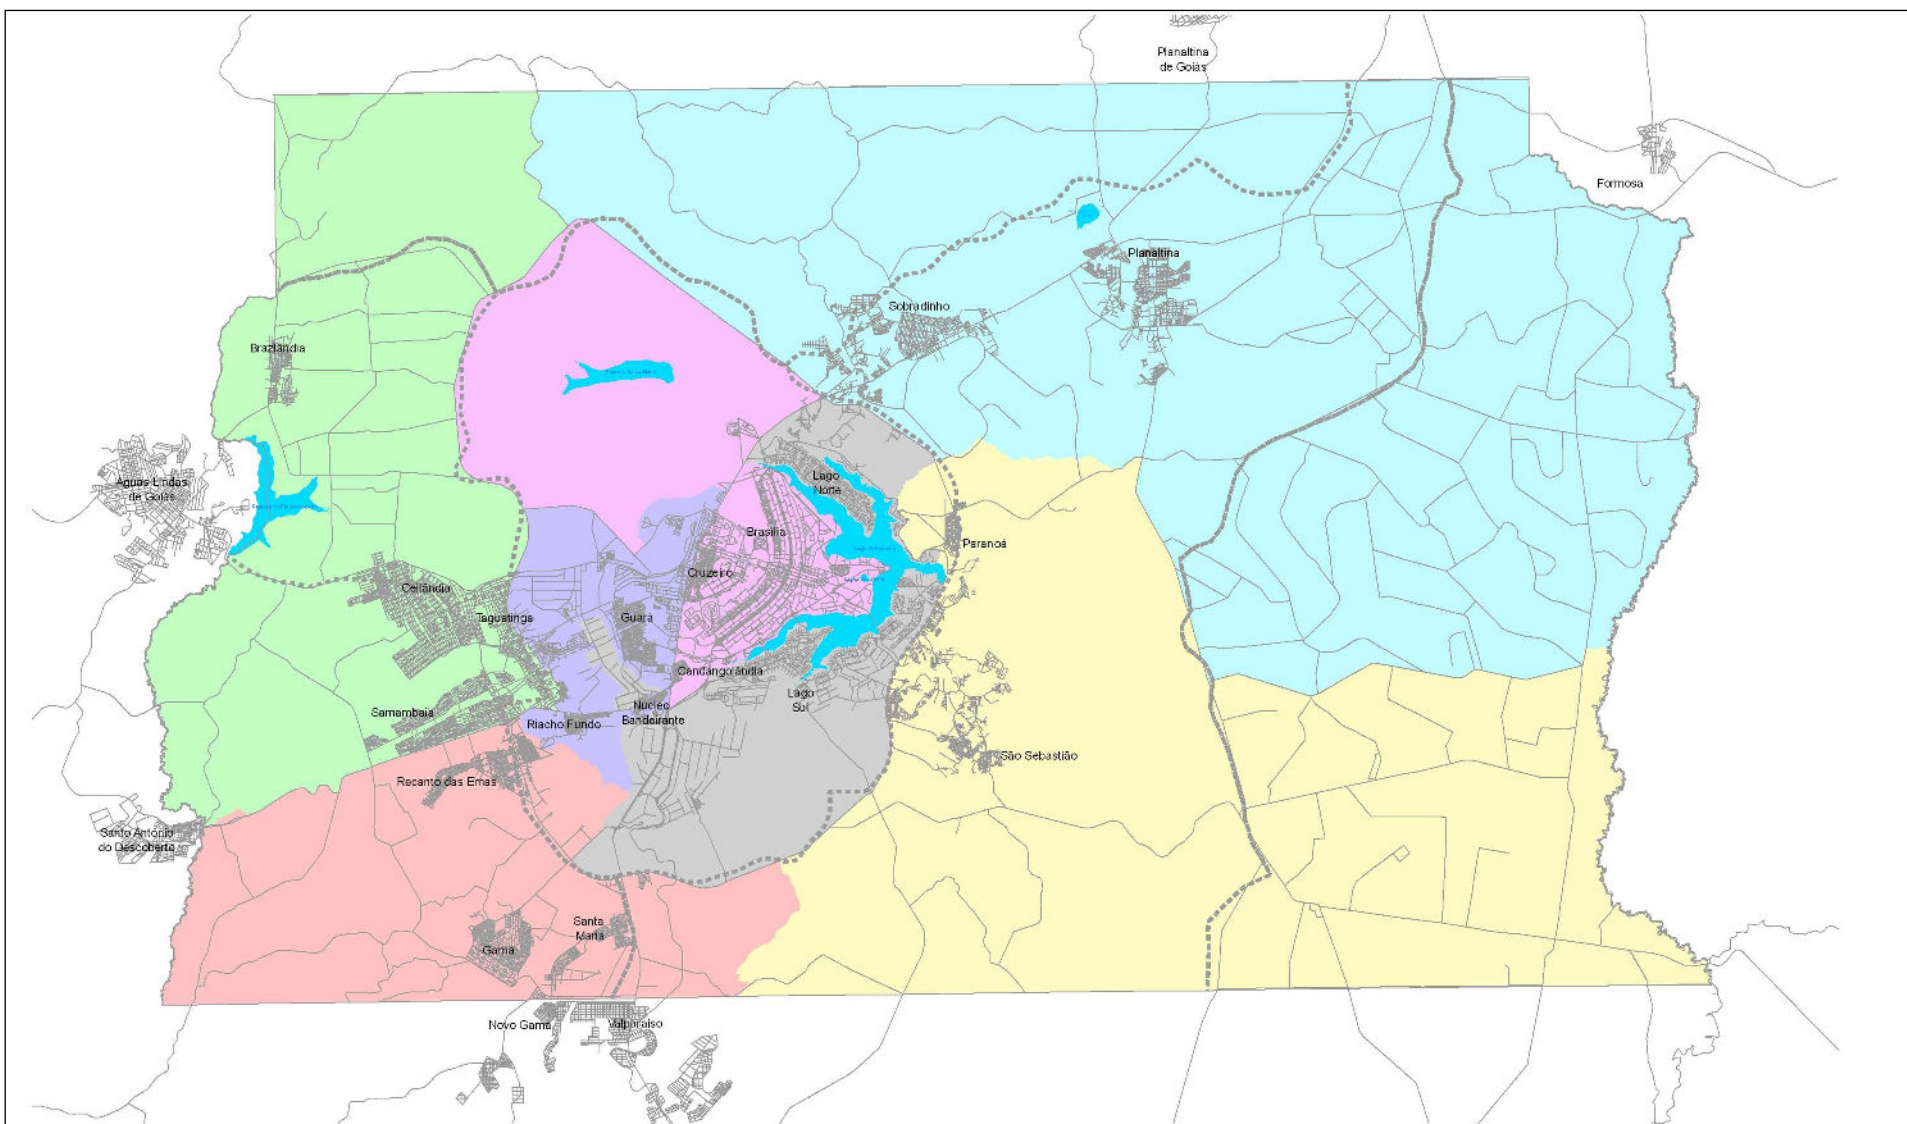 Planaltina
de Goiás
Formosa
Planaltina
Sobradinho
Brazlândia
Lago
Norte
Brasília
Paranoá
Cruzeiro
Ceilândia
Taguatinga
Guará
Candangolândia
Lago
Sul
Núcleo
Bandeirante
Riacho Fundo
Samambaia
São Sebastião
Recanto das Emas
Santo Antônio
do Descoberto
Santa
Maria
Gama
Novo Gama
Valparaíso
Águas Lindas
de Goiás